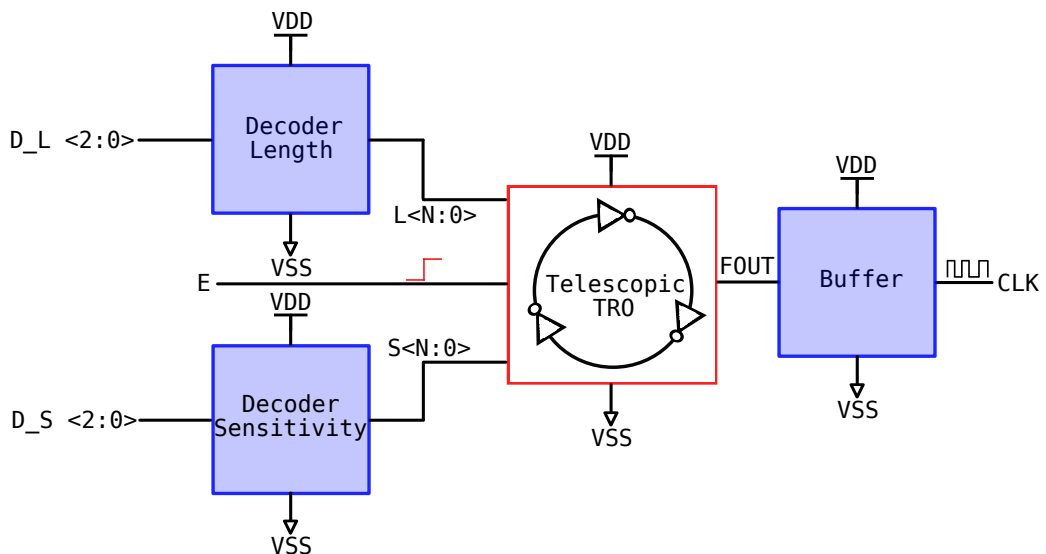 VDD
Decoder
Length
D_L <2:0>
VSS
L<N:0>
E
VDD
Decoder
Sensitivity
D_S <2:0>
VSS
S<N:0>
VDD
Telescopic
TRO
VSS
FOUT
VDD
Buffer
VSS
CLK